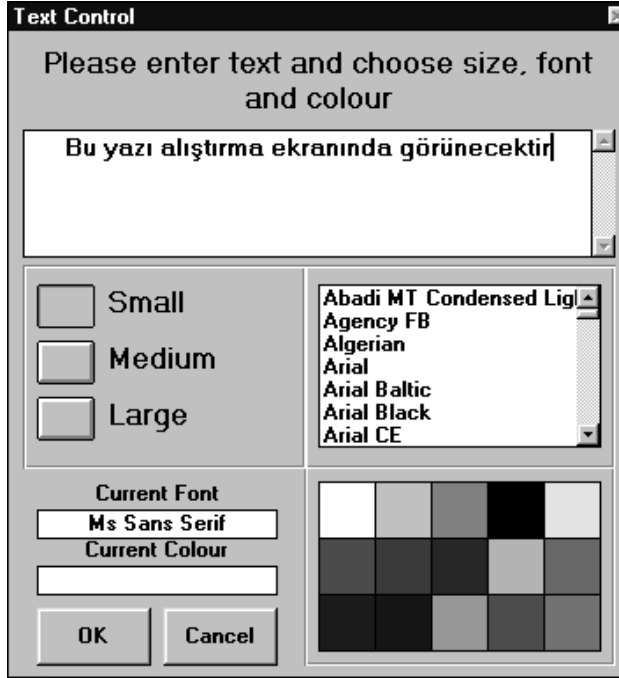 Text Control
Please enter text and choose size, font
and colour
Bu yazı alıştırma ekranında görünecektir
Small
Medium
Large
Abadi MT Condensed Lig
Agency FB
Algerian
Arial
Arial Baltic
Arial Black
Arial CE
Current Font
Ms Sans Serif
Current Colour
OK
Cancel